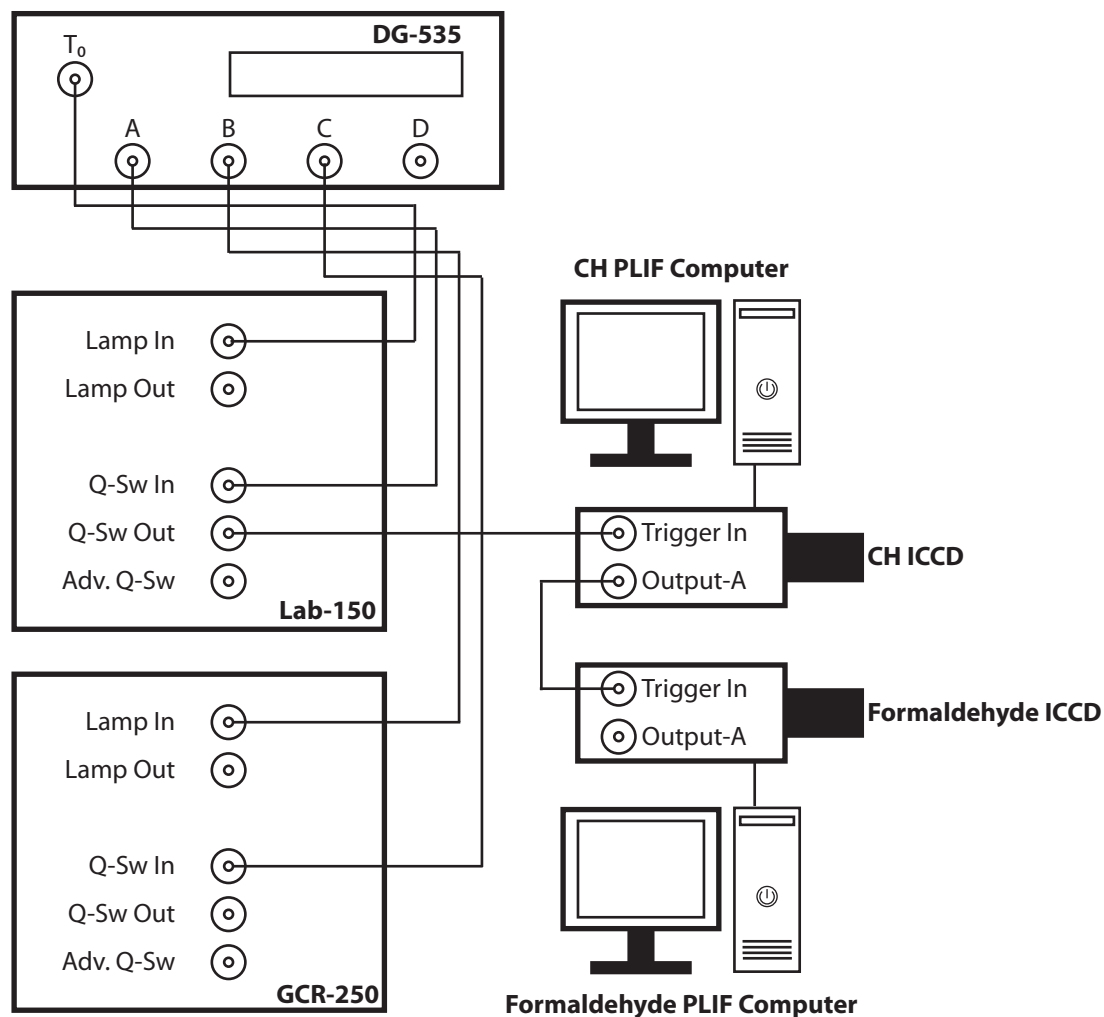 DG-535
T₀
A B C D
Lamp In
Lamp Out
Q-Sw In
Q-Sw Out
Adv. Q-Sw
Lab-150
CH PLIF Computer
Trigger In
Output-A
CH ICCD
Trigger In
Output-A
Formaldehyde ICCD
Lamp In
Lamp Out
Q-Sw In
Q-Sw Out
Adv. Q-Sw
GCR-250
Formaldehyde PLIF Computer